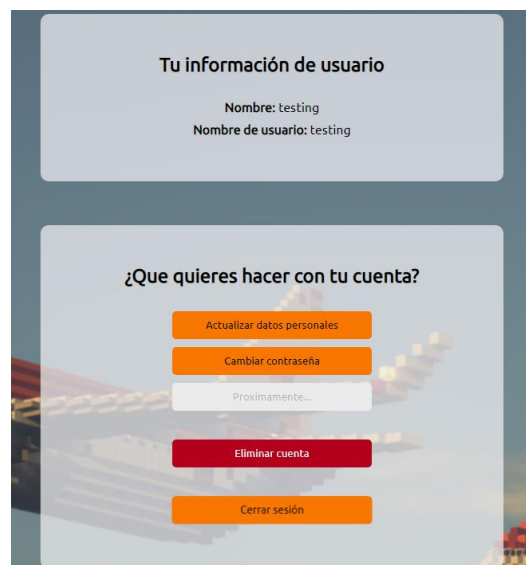 Tu información de usuario
Nombre: testing
Nombre de usuario: testing
¿Que quieres hacer con tu cuenta?
Actualizar datos personales
Cambiar contraseña
Proximamente...
Eliminar cuenta
Cerrar sesión